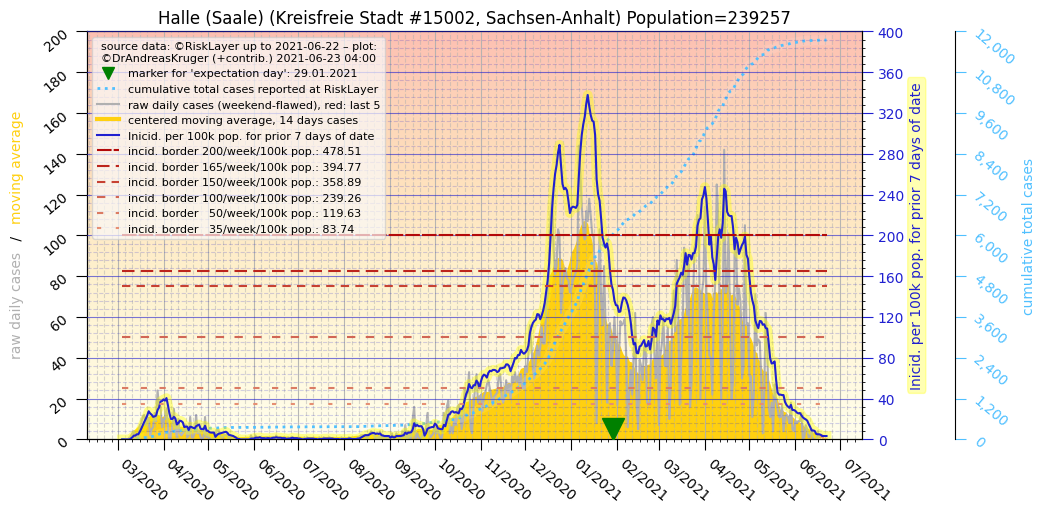 Halle (Saale) (Kreisfreie Stadt #15002, Sachsen-Anhalt) Population=239257
source data: ©RiskLayer up to 2021-06-22 – plot:
©DrAndreasKruger (+contrib.) 2021-06-23 04:00
marker for 'expectation day': 29.01.2021
cumulative total cases reported at RiskLayer
raw daily cases (weekend-flawed), red: last 5
centered moving average, 14 days cases
Inicid. per 100k pop. for prior 7 days of date
incid. border 200/week/100k pop.: 478.51
incid. border 165/week/100k pop.: 394.77
incid. border 150/week/100k pop.: 358.89
incid. border 100/week/100k pop.: 239.26
incid. border   50/week/100k pop.: 119.63
incid. border   35/week/100k pop.: 83.74
raw daily cases / moving average
200
180
160
140
120
100
80
60
40
20
0
400
360
320
280
240
200
160
120
80
40
0
Inicid. per 100k pop. for prior 7 days of date
12,000
10,800
9,600
8,400
7,200
6,000
4,800
3,600
2,400
1,200
0
cumulative total cases
03/2020
04/2020
05/2020
06/2020
07/2020
08/2020
09/2020
10/2020
11/2020
12/2020
01/2021
02/2021
03/2021
04/2021
05/2021
06/2021
07/2021